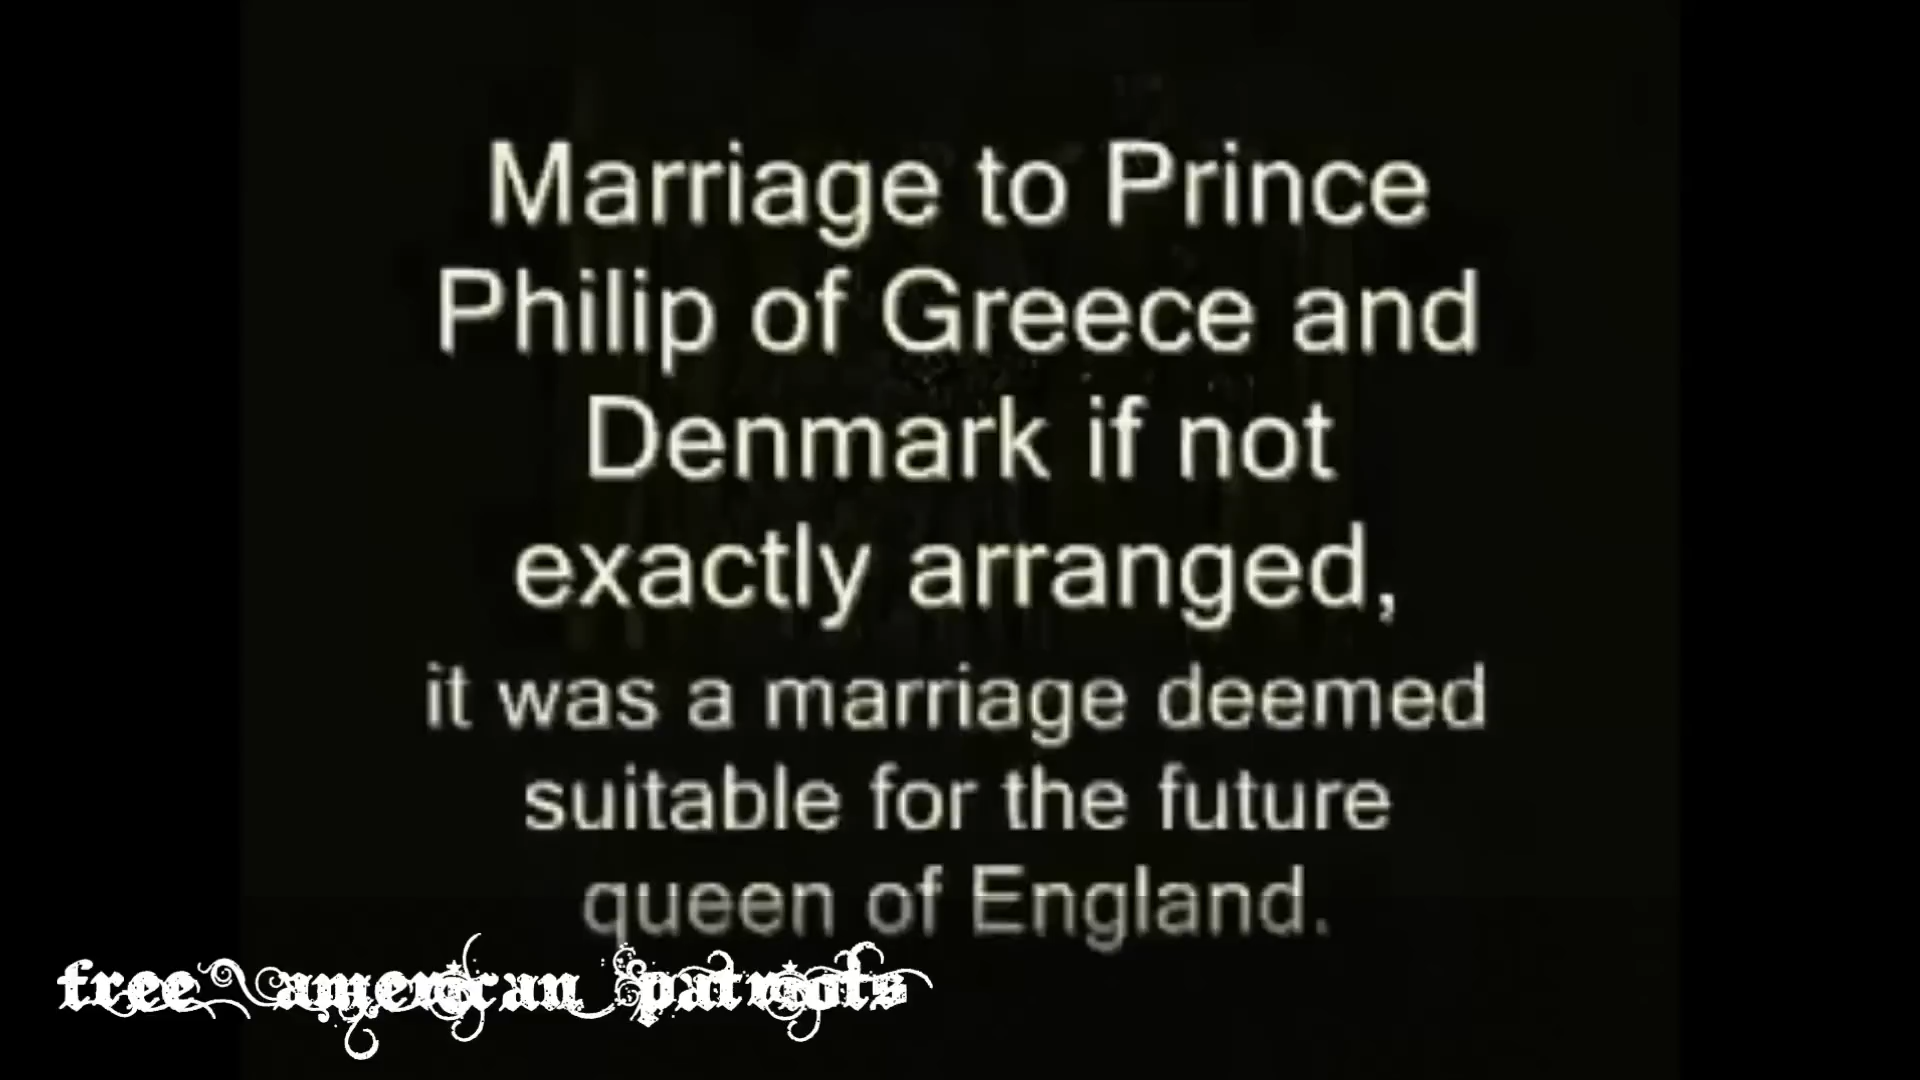 Marriage to Prince
Philip of Greece and
Denmark if not
exactly arranged,
it was a marriage deemed
suitable for the future
queen of England.
free american patriots